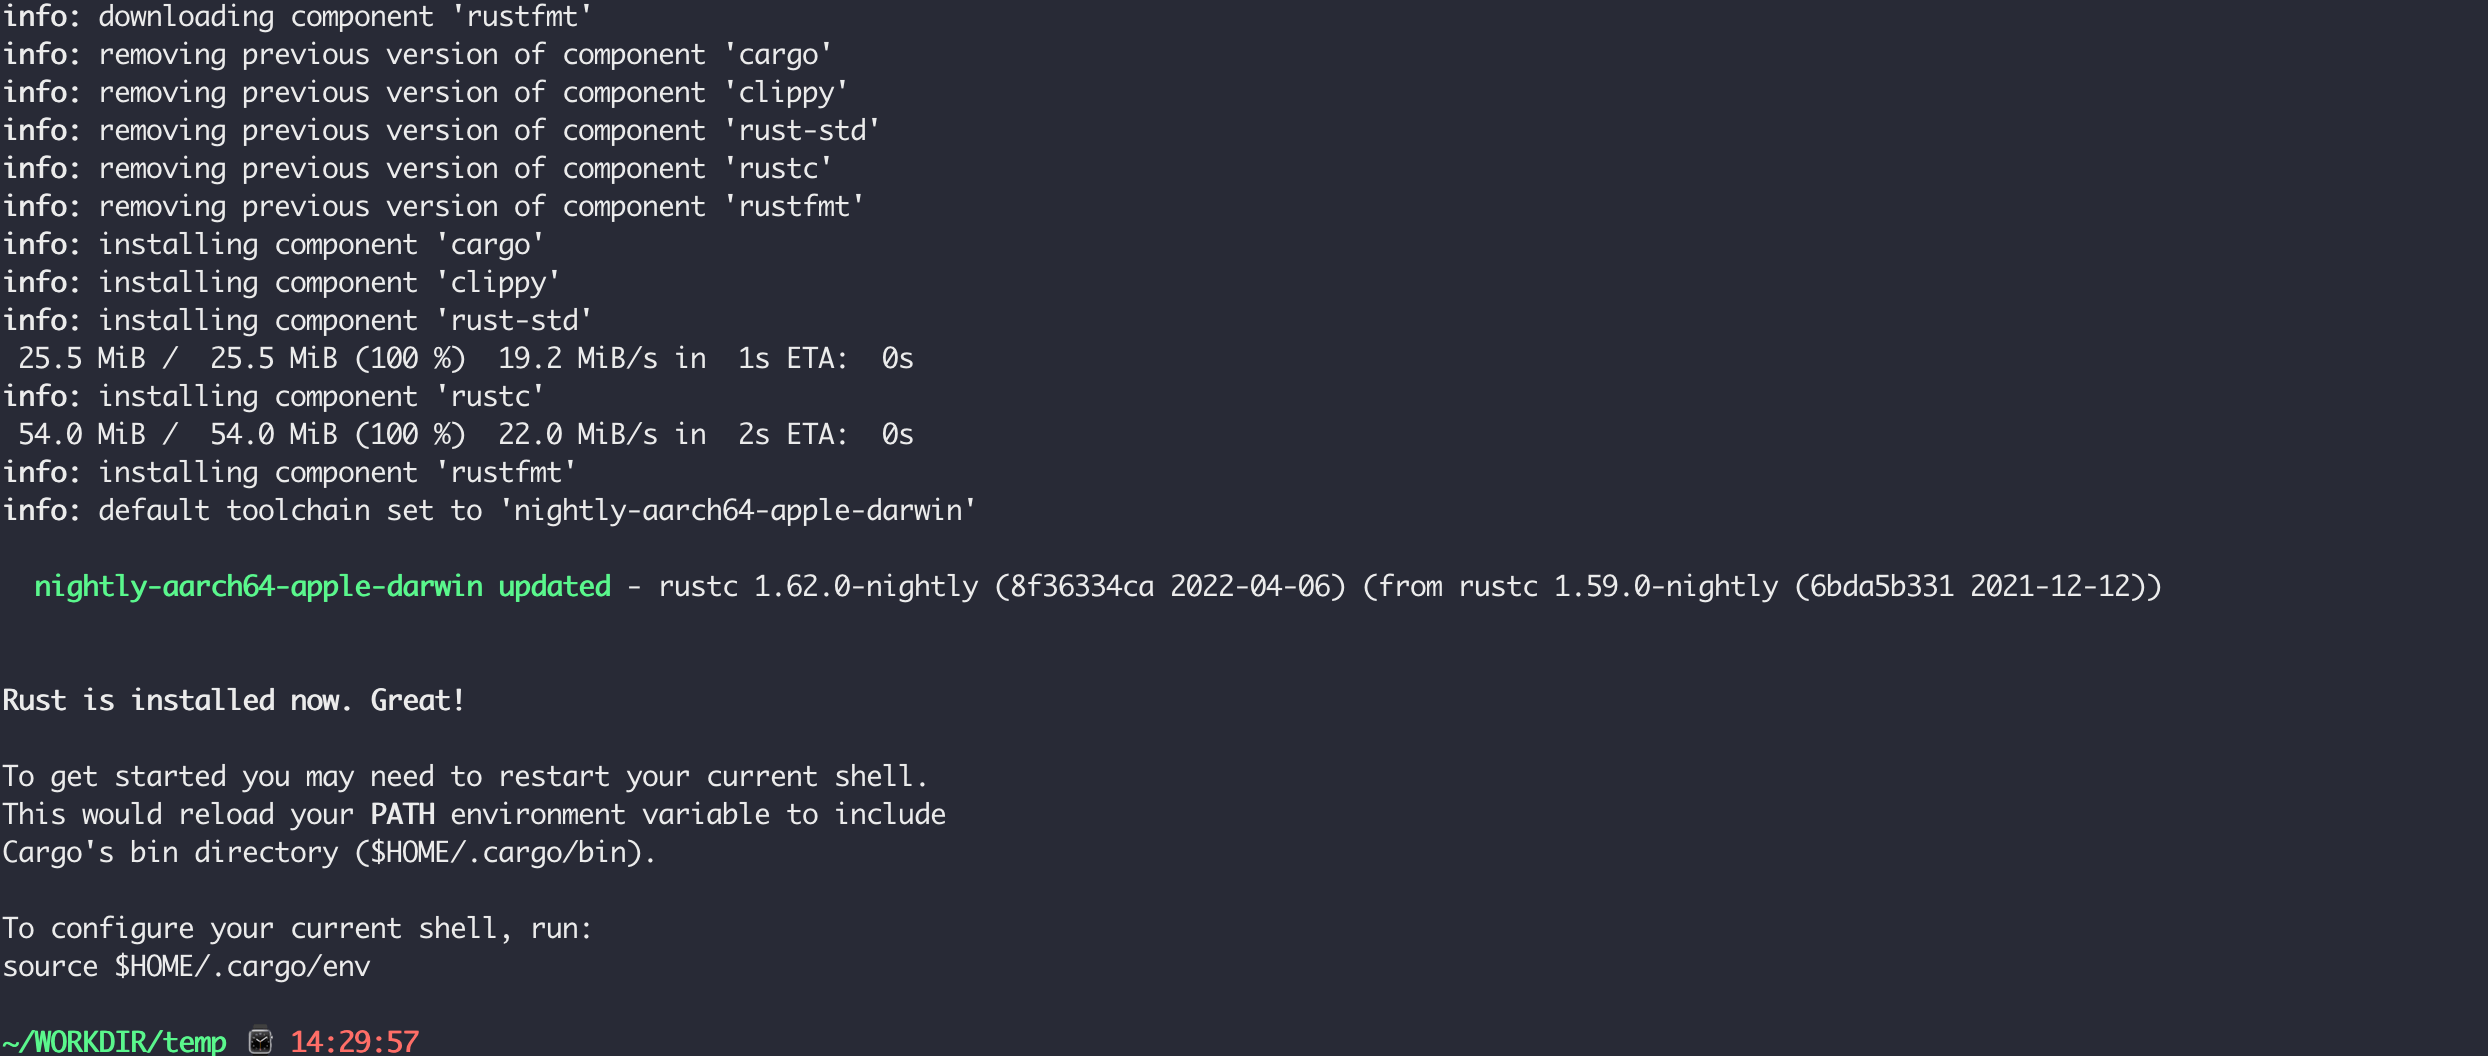 info: downloading component 'rustfmt'
info: removing previous version of component 'cargo'
info: removing previous version of component 'clippy'
info: removing previous version of component 'rust-std'
info: removing previous version of component 'rustc'
info: removing previous version of component 'rustfmt'
info: installing component 'cargo'
info: installing component 'clippy'
info: installing component 'rust-std'
 25.5 MiB /  25.5 MiB (100 %)  19.2 MiB/s in  1s ETA:  0s
info: installing component 'rustc'
 54.0 MiB /  54.0 MiB (100 %)  22.0 MiB/s in  2s ETA:  0s
info: installing component 'rustfmt'
info: default toolchain set to 'nightly-aarch64-apple-darwin'
  nightly-aarch64-apple-darwin updated - rustc 1.62.0-nightly (8f36334ca 2022-04-06) (from rustc 1.59.0-nightly (6bda5b331 2021-12-12))
Rust is installed now. Great!
To get started you may need to restart your current shell.
This would reload your PATH environment variable to include
Cargo's bin directory ($HOME/.cargo/bin).
To configure your current shell, run:
source $HOME/.cargo/env
~/WORKDIR/temp ⌚ 14:29:57